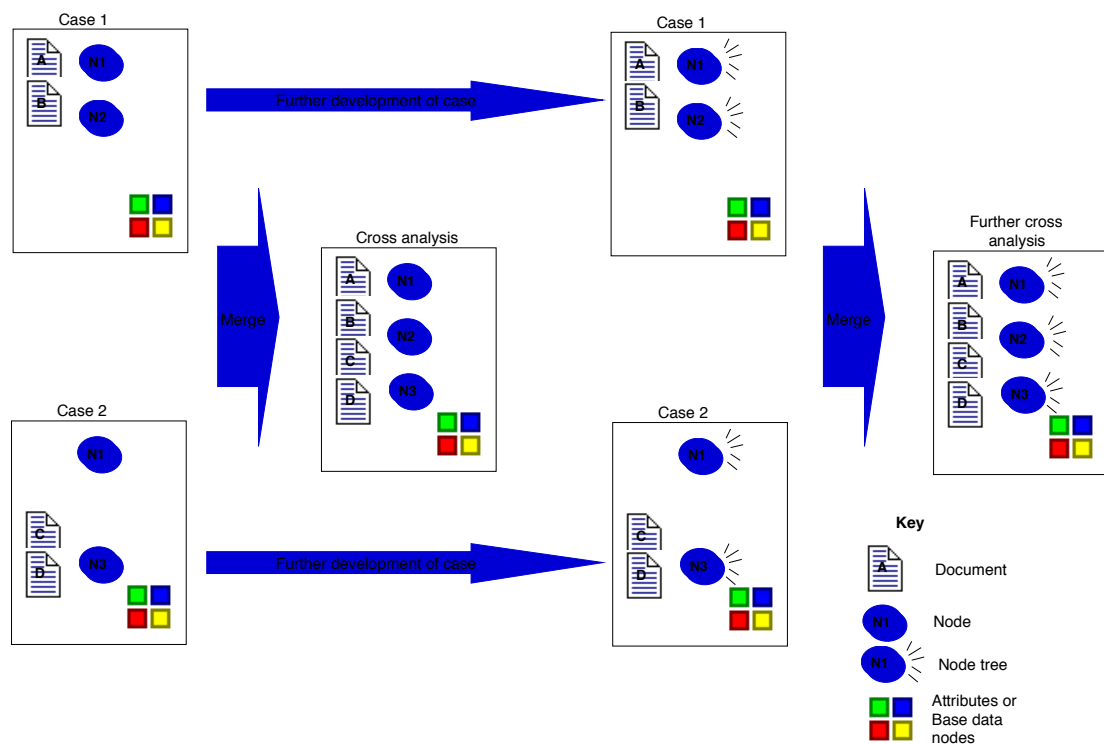 Case 1
A
N1
B
N2
Further development of case
Case 1
A
N1
B
N2
Merge
Cross analysis
A
N1
B
N2
C
N3
D
Merge
Further cross
analysis
A
N1
B
N2
C
N3
D
Case 2
N1
C
N3
D
Further development of case
Case 2
N1
C
N3
D
Key
A
Document
N1
Node
N1
Node tree
Attributes or
Base data
nodes